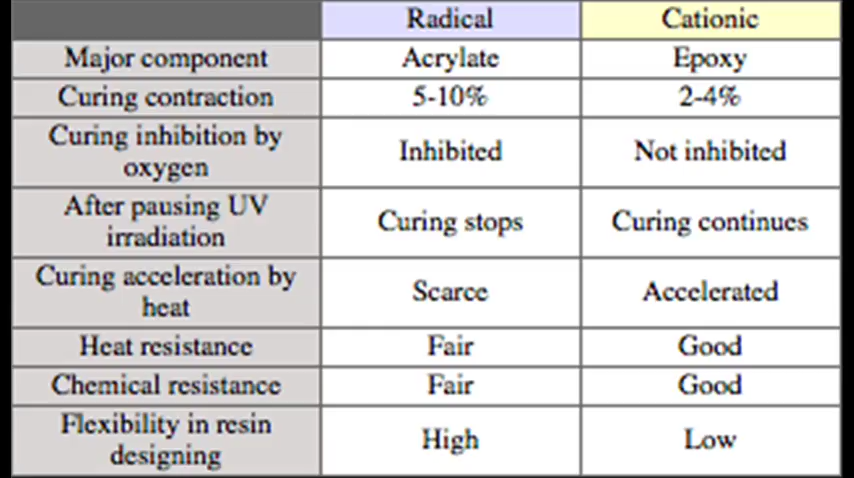 Radical Cationic
Major component Acrylate Epoxy
Curing contraction 5-10% 2-4%
Curing inhibition by
oxygen Inhibited Not inhibited
After pausing UV
irradiation Curing stops Curing continues
Curing acceleration by
heat Scarce Accelerated
Heat resistance Fair Good
Chemical resistance Fair Good
Flexibility in resin
designing High Low